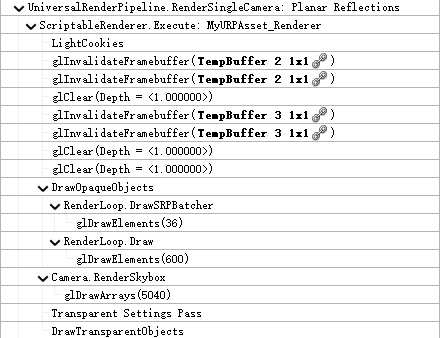 UniversalRenderPipeline.RenderSingleCamera: Planar Reflections
ScriptableRenderer.Execute: MyURPAsset_Renderer
LightCookies
glInvalidateFramebuffer(TempBuffer 2 1x1)
glInvalidateFramebuffer(TempBuffer 2 1x1)
glClear(Depth = <1.000000>)
glInvalidateFramebuffer(TempBuffer 3 1x1)
glInvalidateFramebuffer(TempBuffer 3 1x1)
glClear(Depth = <1.000000>)
glClear(Depth = <1.000000>)
DrawOpaqueObjects
RenderLoop.DrawSRPBatcher
glDrawElements(36)
RenderLoop.Draw
glDrawElements(600)
Camera.RenderSkybox
glDrawArrays(5040)
Transparent Settings Pass
DrawTransparentObjects